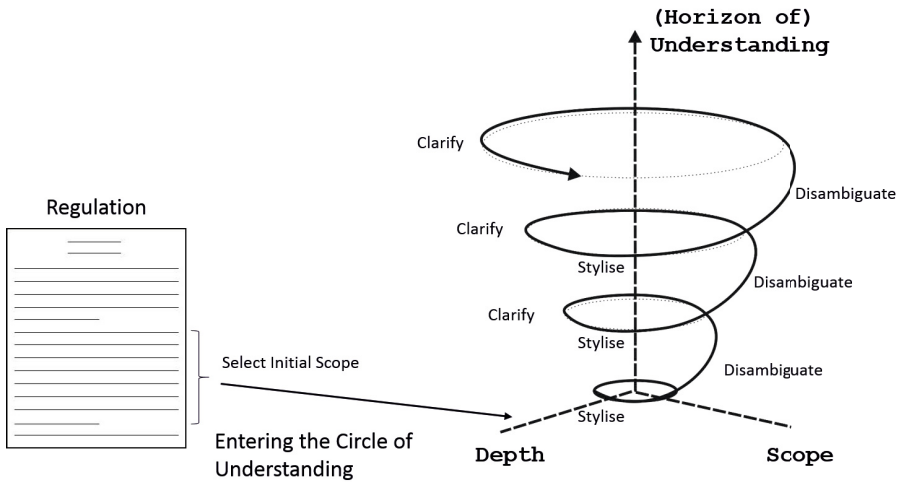 (Horizon of)
Understanding
Clarify
Disambiguate
Regulation
Clarify
Stylise
Disambiguate
Clarify
Stylise
Select Initial Scope
Disambiguate
Stylise
Entering the Circle of
Understanding
Depth
Scope